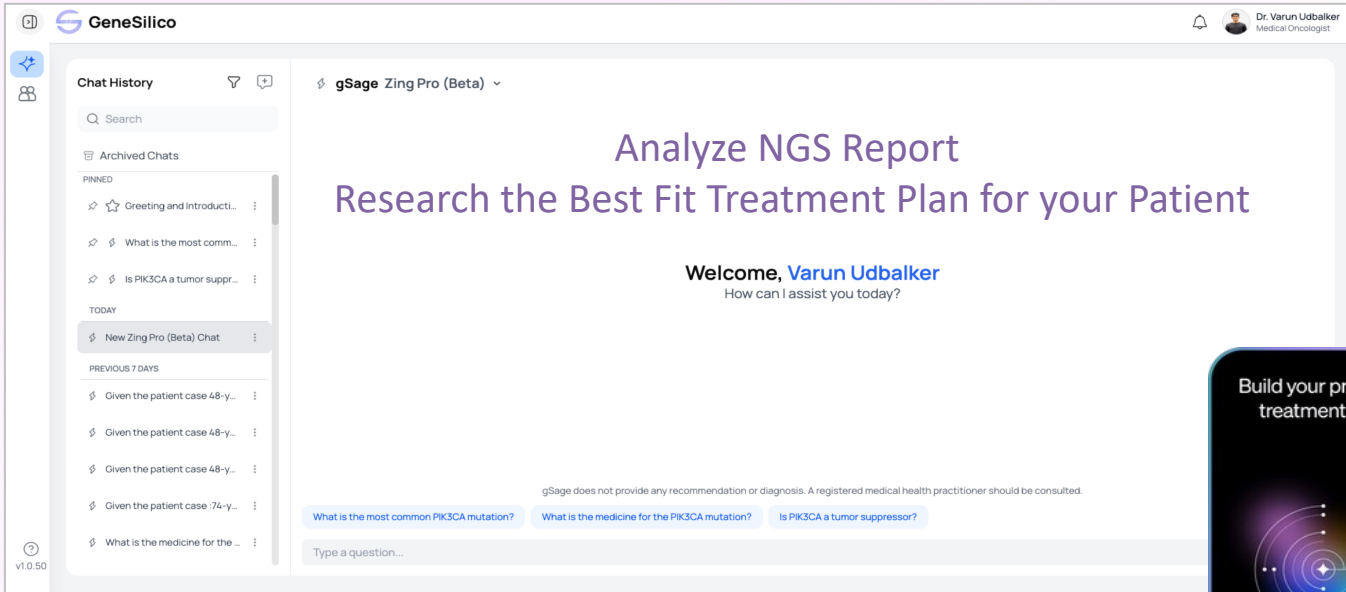 GeneSilico
Dr. Varun Udbalker
Medical Oncologist
Chat History
Search
Archived Chats
PINNED
Greeting and Introducti...
What is the most comm...
Is PIK3CA a tumor suppr...
TODAY
New Zing Pro (Beta) Chat
PREVIOUS 7 DAYS
Given the patient case 48-y...
Given the patient case 48-y...
Given the patient case 48-y...
Given the patient case :74-y...
What is the medicine for the ...
v1.0.50
gSage Zing Pro (Beta)
Analyze NGS Report
Research the Best Fit Treatment Plan for your Patient
Welcome, Varun Udbalker
How can I assist you today?
gSage does not provide any recommendation or diagnosis. A registered medical health practitioner should be consulted.
What is the most common PIK3CA mutation?
What is the medicine for the PIK3CA mutation?
Is PIK3CA a tumor suppressor?
Type a question...
Build your pr
treatment